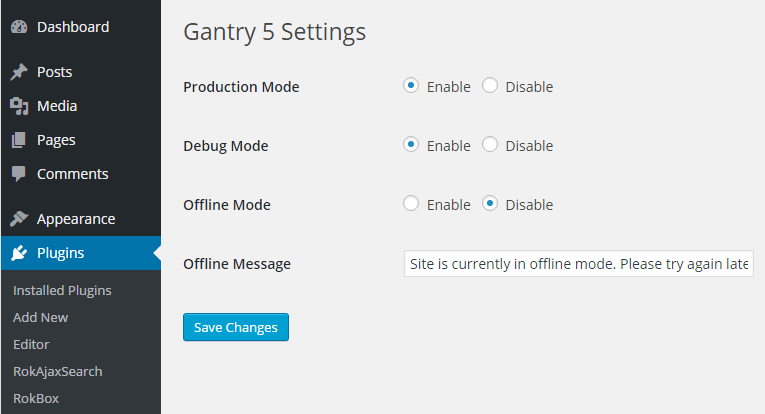 Dashboard
Posts
Media
Pages
Comments
Appearance
Plugins
Installed Plugins
Add New
Editor
RokAjaxSearch
RokBox
Gantry 5 Settings
Production Mode Enable Disable
Debug Mode Enable Disable
Offline Mode Enable Disable
Offline Message Site is currently in offline mode. Please try again late
Save Changes